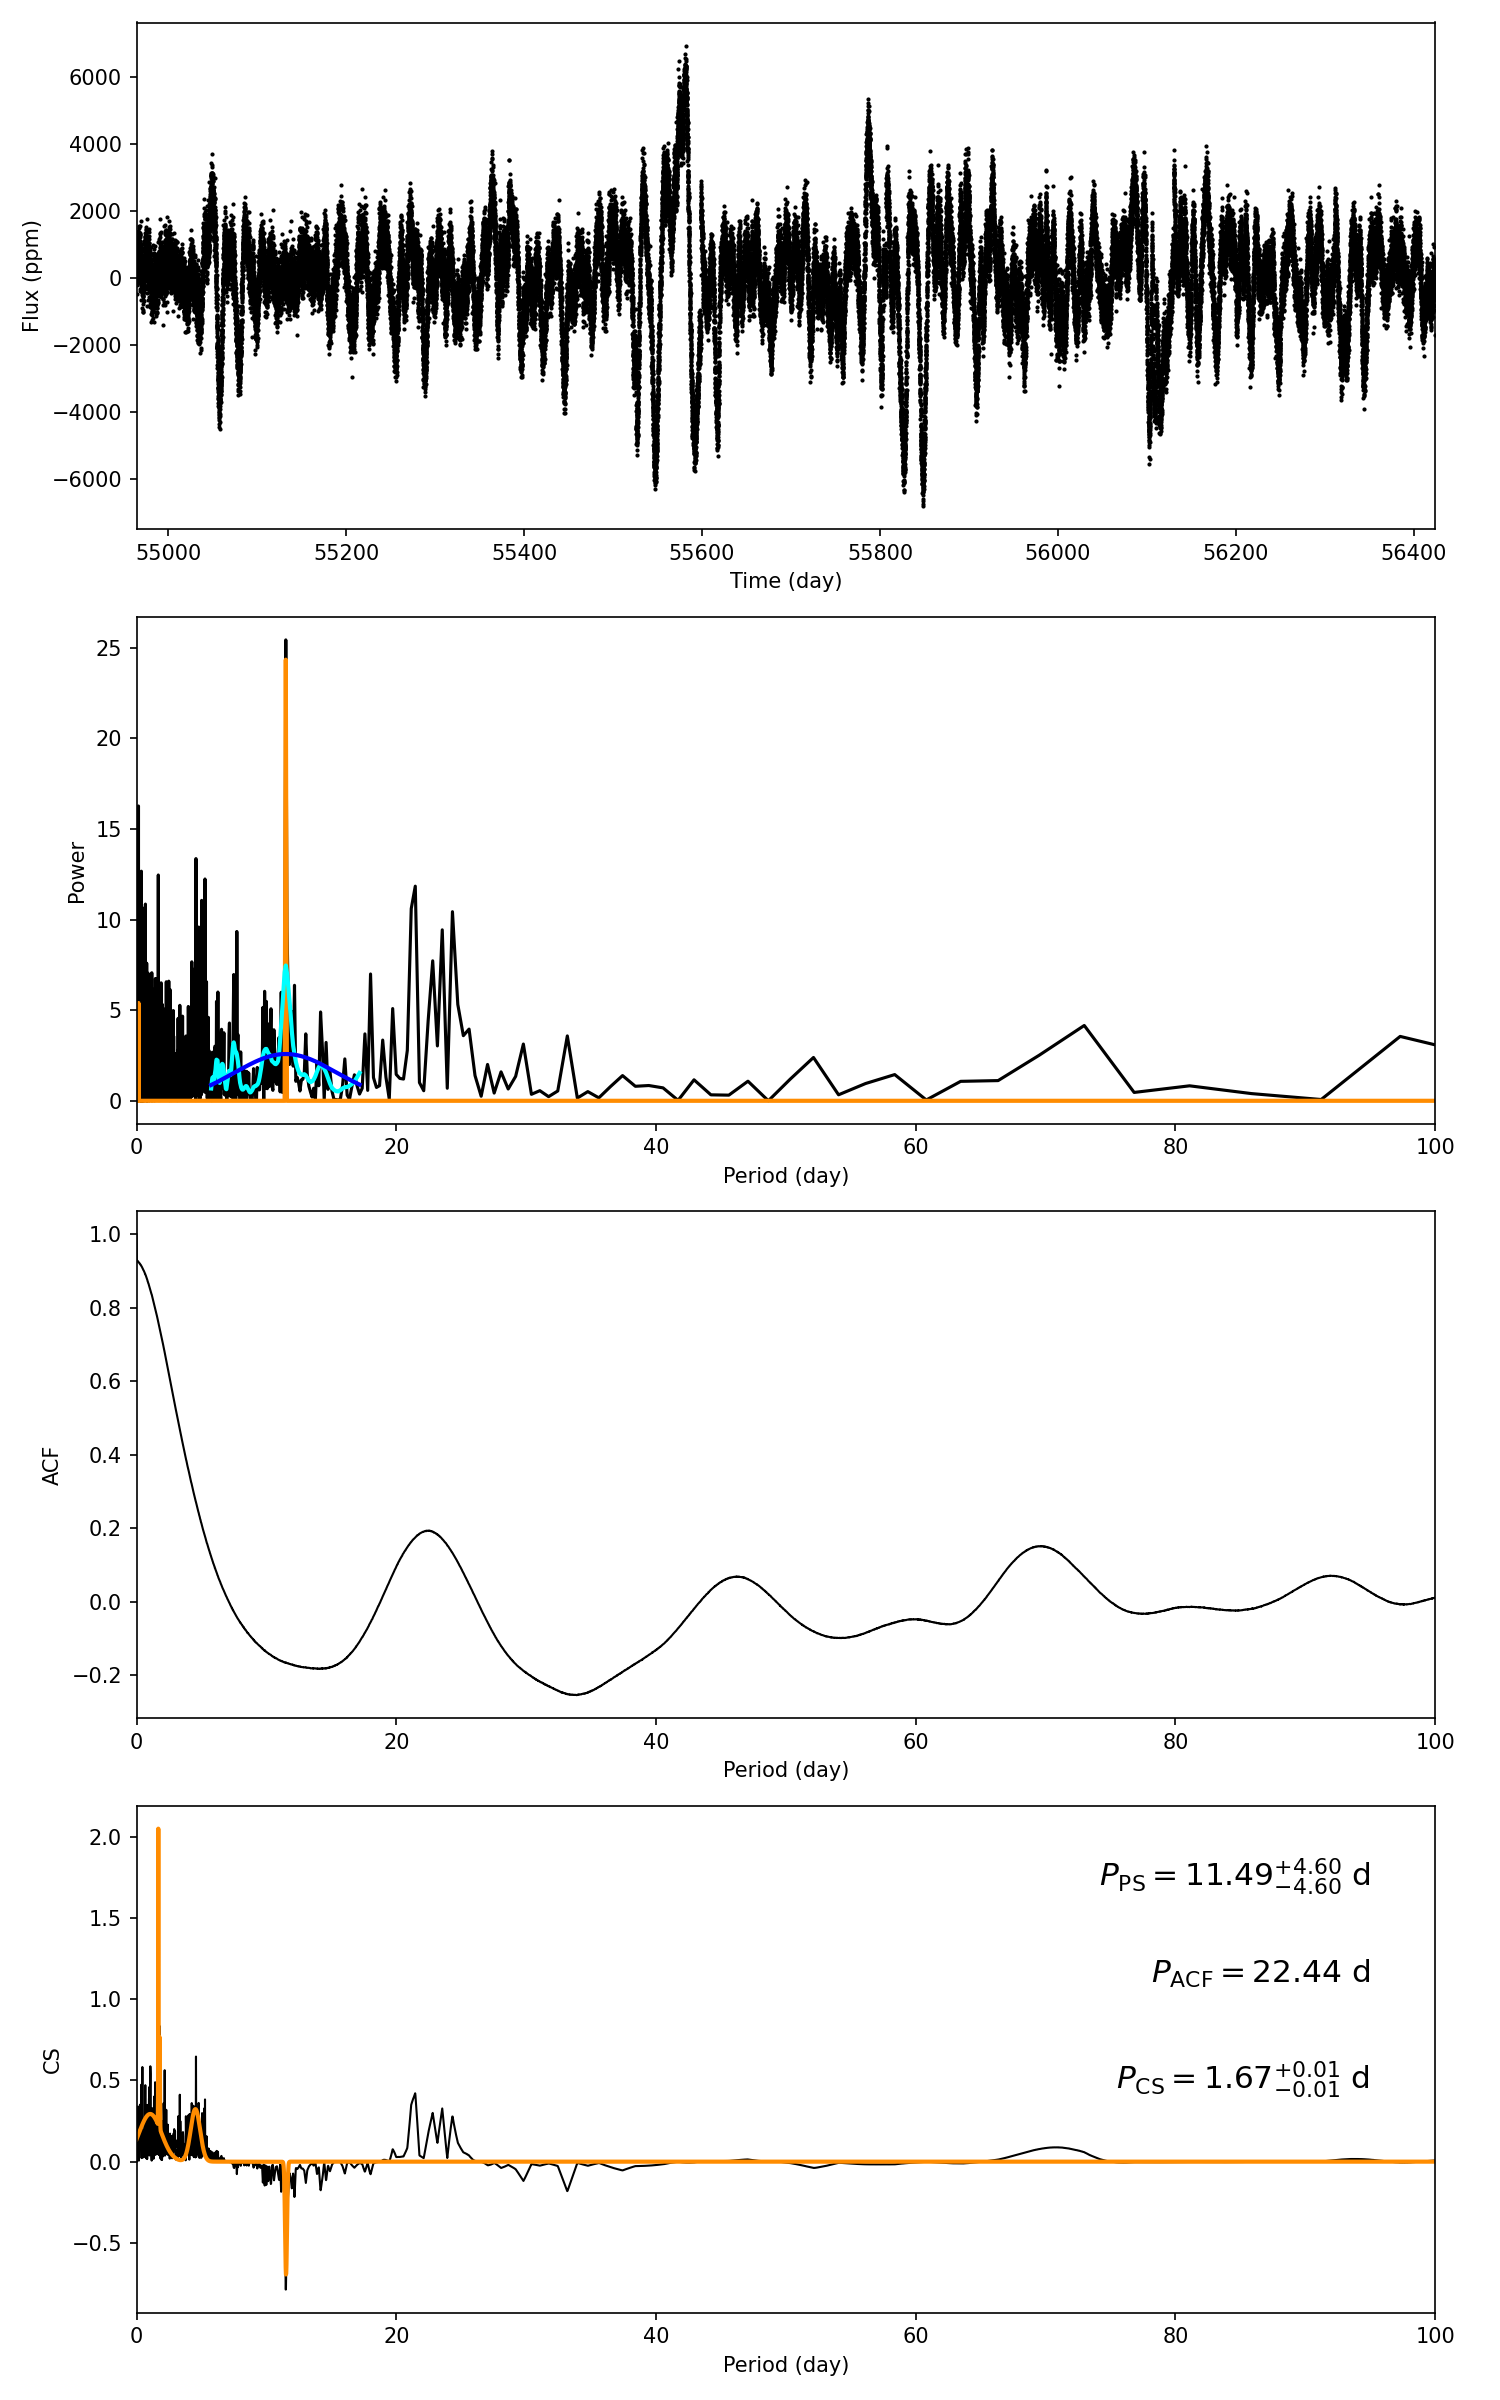 6000
4000
2000
0
−2000
−4000
−6000
Flux (ppm)
55000 55200 55400 55600 55800 56000 56200 56400
Time (day)
25
20
15
10
5
0
Power
0 20 40 60 80 100
Period (day)
1.0
0.8
0.6
0.4
0.2
0.0
−0.2
ACF
0 20 40 60 80 100
Period (day)
2.0
1.5
1.0
0.5
0.0
−0.5
CS
P_PS = 11.49 +4.60 −4.60 d
P_ACF = 22.44 d
P_CS = 1.67 +0.01 −0.01 d
0 20 40 60 80 100
Period (day)